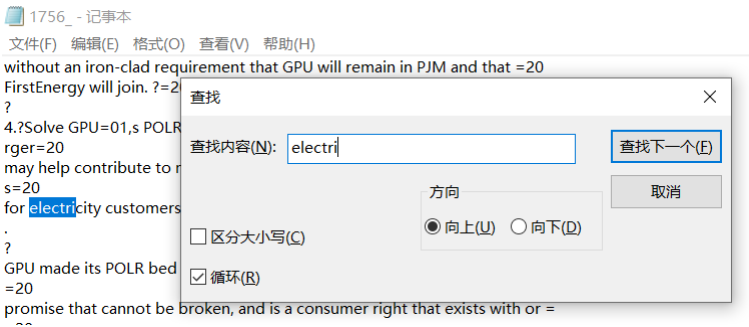 1756_ - 记事本
文件(F) 编辑(E) 格式(O) 查看(V) 帮助(H)
without an iron-clad requirement that GPU will remain in PJM and that =20
FirstEnergy will join. ?=2
?
4.?Solve GPU=01,s POLR
rger=20
may help contribute to
s=20
for electricity customers
.
?
GPU made its POLR bed
=20
promise that cannot be broken, and is a consumer right that exists with or =
查找
查找内容(N): electri
查找下一个(F)
取消
方向
向上(U) 向下(D)
区分大小写(C)
循环(R)